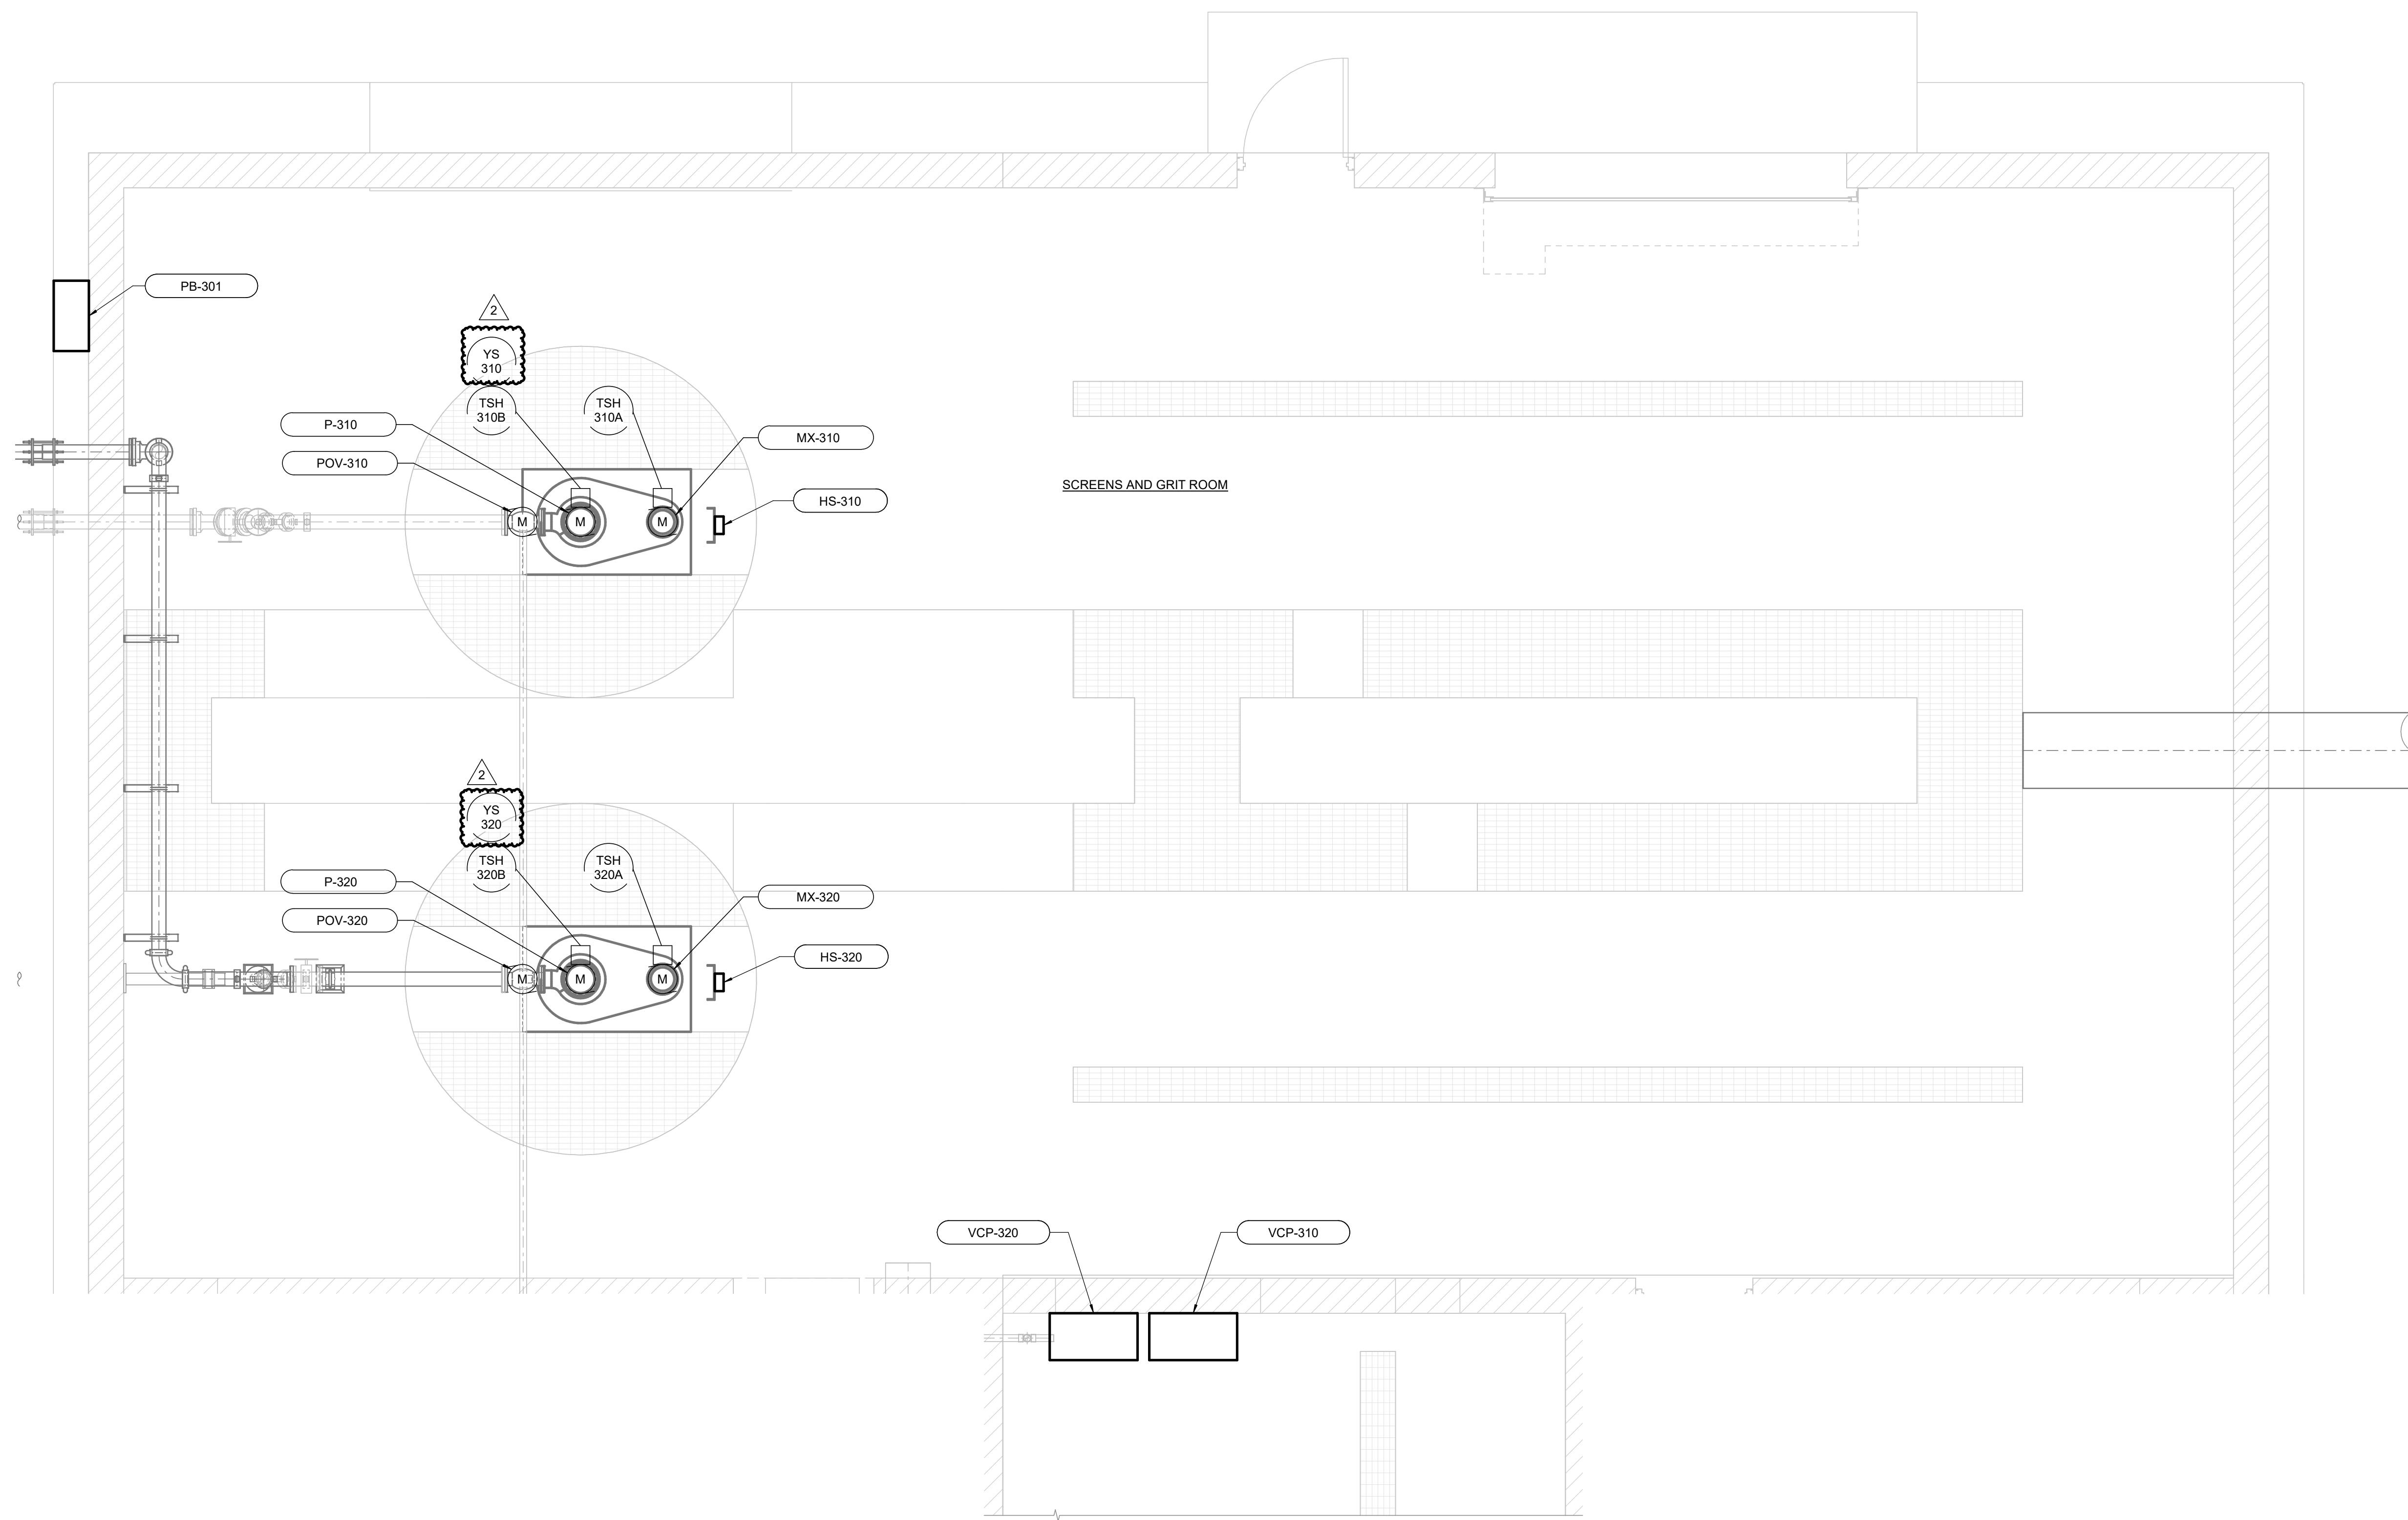 PB-301
2
YS
310
TSH
310B
TSH
310A
P-310
MX-310
POV-310
SCREENS AND GRIT ROOM
HS-310
M
M
M
2
YS
320
TSH
320B
TSH
320A
P-320
MX-320
POV-320
HS-320
M
M
M
VCP-320
VCP-310